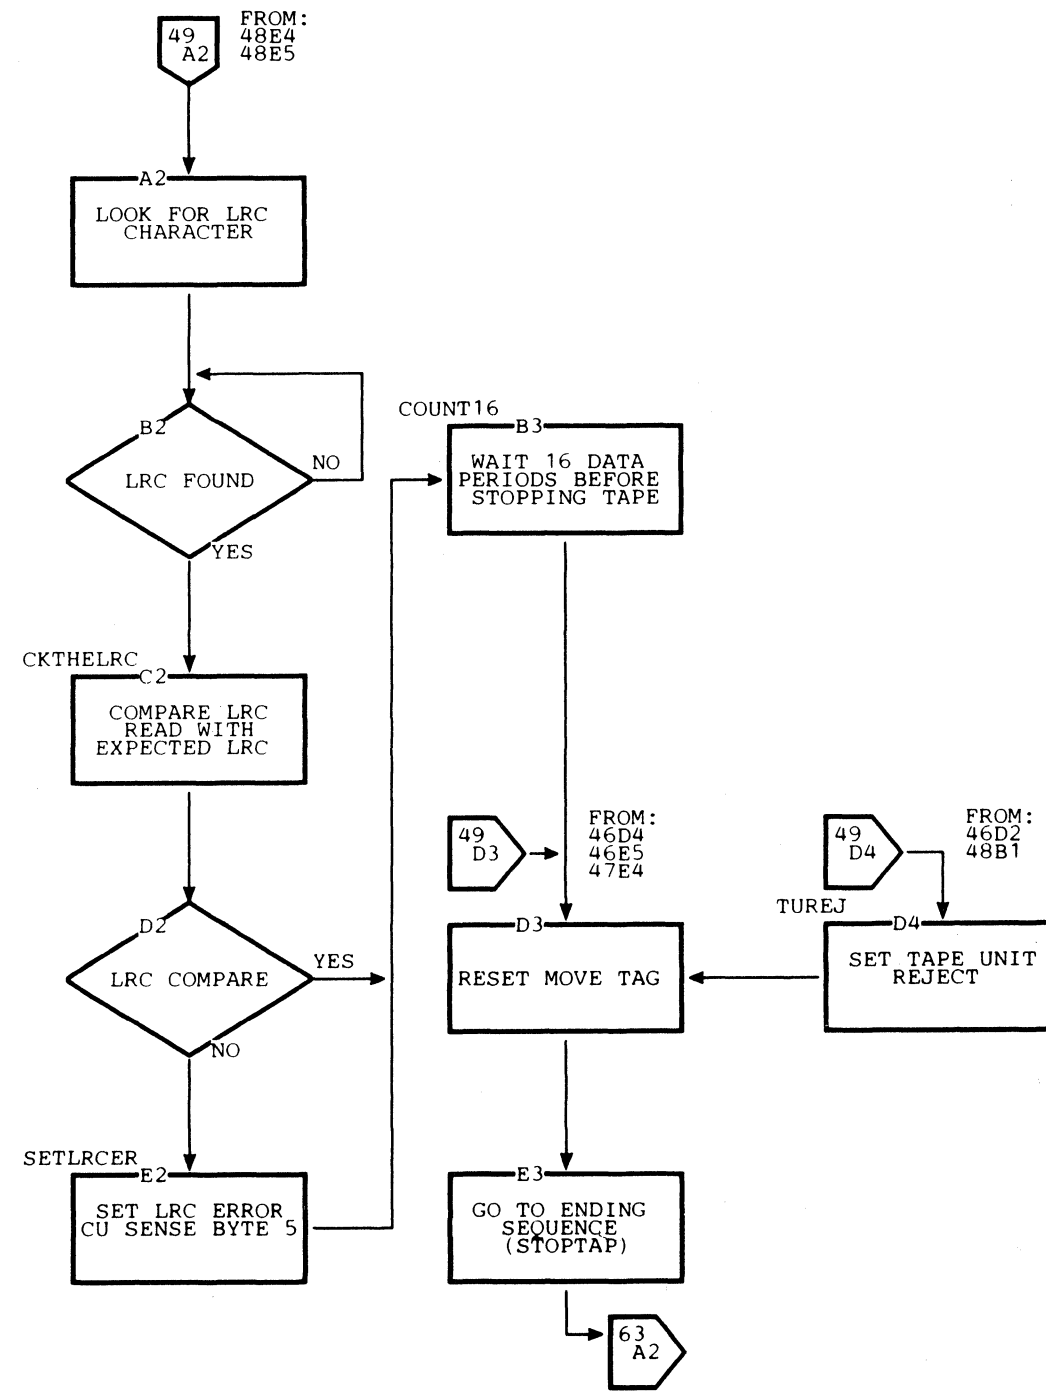 49
A2
FROM:
48E4
48E5
A2
LOOK FOR LRC
CHARACTER
B2
LRC FOUND
NO
YES
CKTHELRC
C2
COMPARE LRC
READ WITH
EXPECTED LRC
D2
LRC COMPARE
YES
NO
SETLRCER
E2
SET LRC ERROR
CU SENSE BYTE 5
COUNT16
B3
WAIT 16 DATA
PERIODS BEFORE
STOPPING TAPE
49
D3
FROM:
46D4
46E5
47E4
D3
RESET MOVE TAG
E3
GO TO ENDING
SEQUENCE
(STOPTAP)
63
A2
49
D4
FROM:
46D2
48B1
TUREJ
D4
SET TAPE UNIT
REJECT